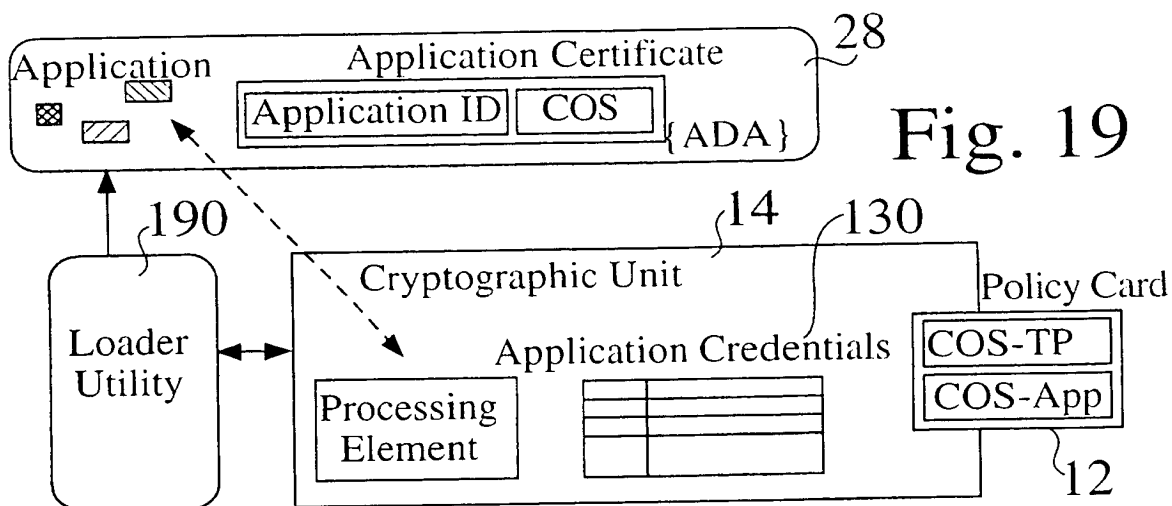 28
Application
Application Certificate
Application ID
COS
{ADA}
Fig. 19
190
14
130
Cryptographic Unit
Policy Card
Loader
Utility
Application Credentials
COS-TP
COS-App
Processing
Element
12